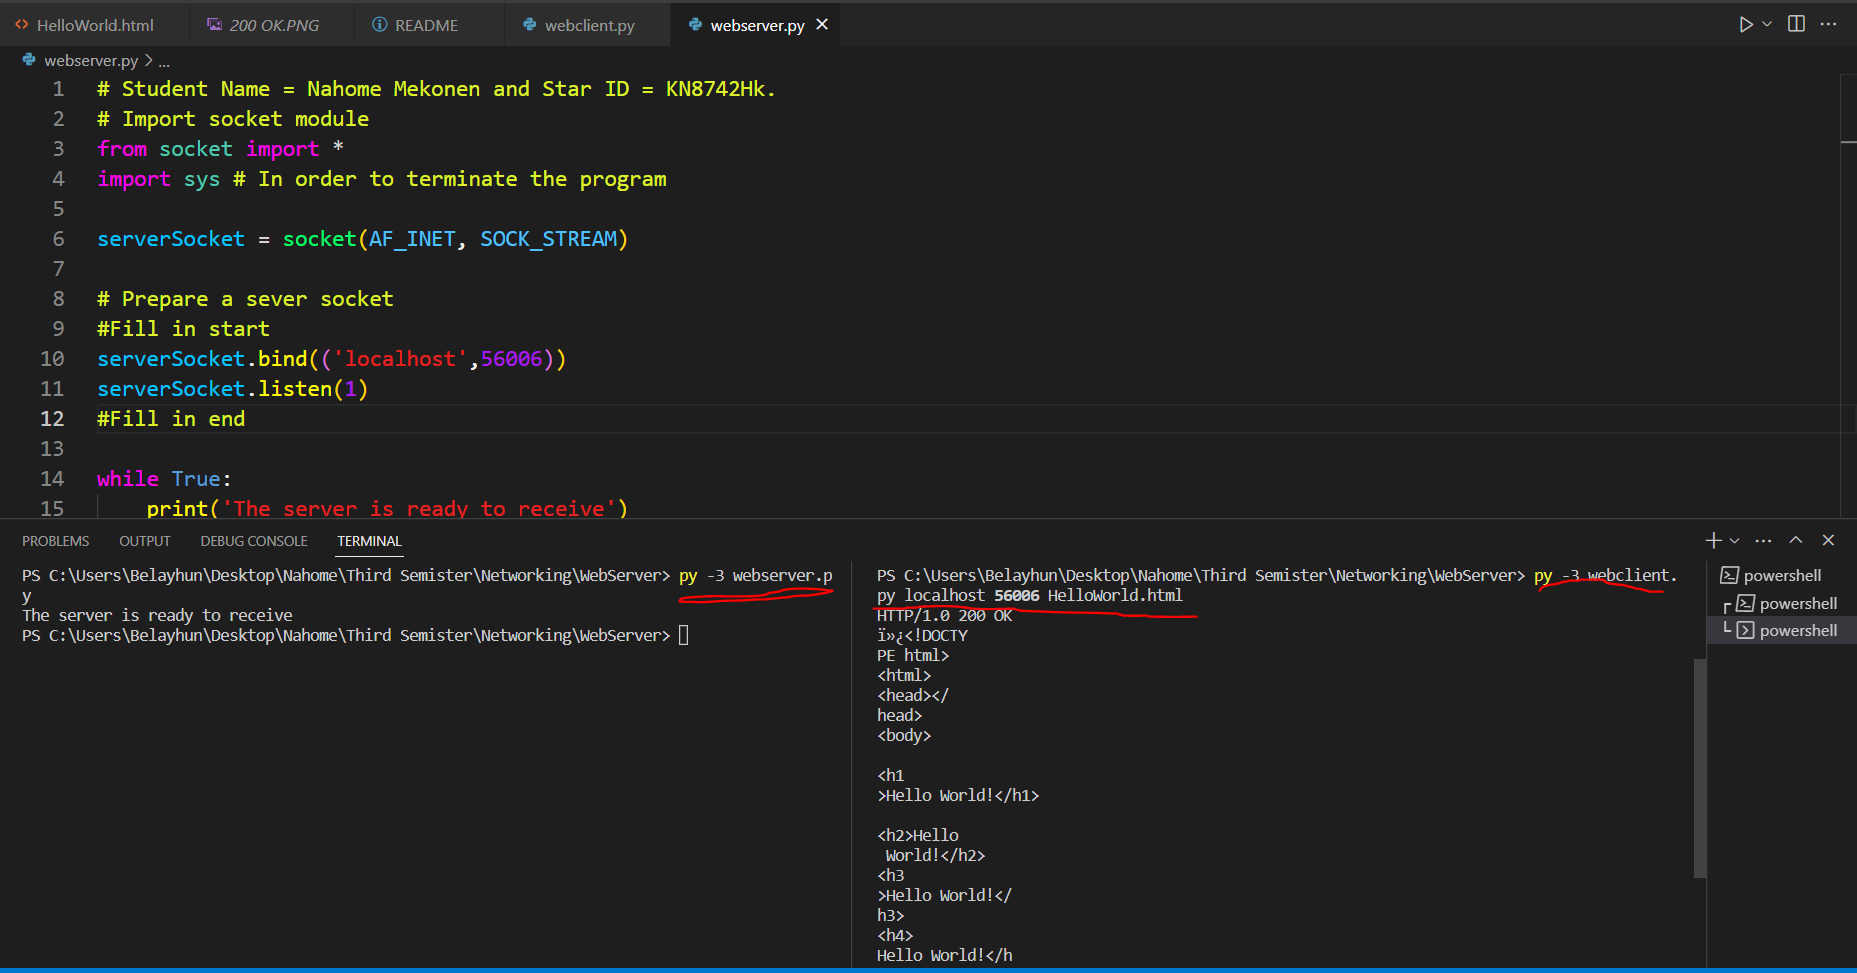 HelloWorld.html
200 OK.PNG
README
webclient.py
webserver.py
webserver.py > ...
1 # Student Name = Nahome Mekonen and Star ID = KN8742Hk.
2 # Import socket module
3 from socket import *
4 import sys # In order to terminate the program
5
6 serverSocket = socket(AF_INET, SOCK_STREAM)
7
8 # Prepare a sever socket
9 #Fill in start
10 serverSocket.bind(('localhost',56006))
11 serverSocket.listen(1)
12 #Fill in end
13
14 while True:
15 print('The server is ready to receive')
PROBLEMS
OUTPUT
DEBUG CONSOLE
TERMINAL
PS C:\Users\Belayhun\Desktop\Nahome\Third Semister\Networking\WebServer> py -3 webserver.p
y
The server is ready to receive
PS C:\Users\Belayhun\Desktop\Nahome\Third Semister\Networking\WebServer>
PS C:\Users\Belayhun\Desktop\Nahome\Third Semister\Networking\WebServer> py -3 webclient.
py localhost 56006 HelloWorld.html
HTTP/1.0 200 OK
ï»¿<!DOCTY
PE html>
<html>
<head></
head>
<body>
<h1
>Hello World!</h1>
<h2>Hello
World!</h2>
<h3
>Hello World!</
h3>
<h4>
Hello World!</h
powershell
powershell
powershell